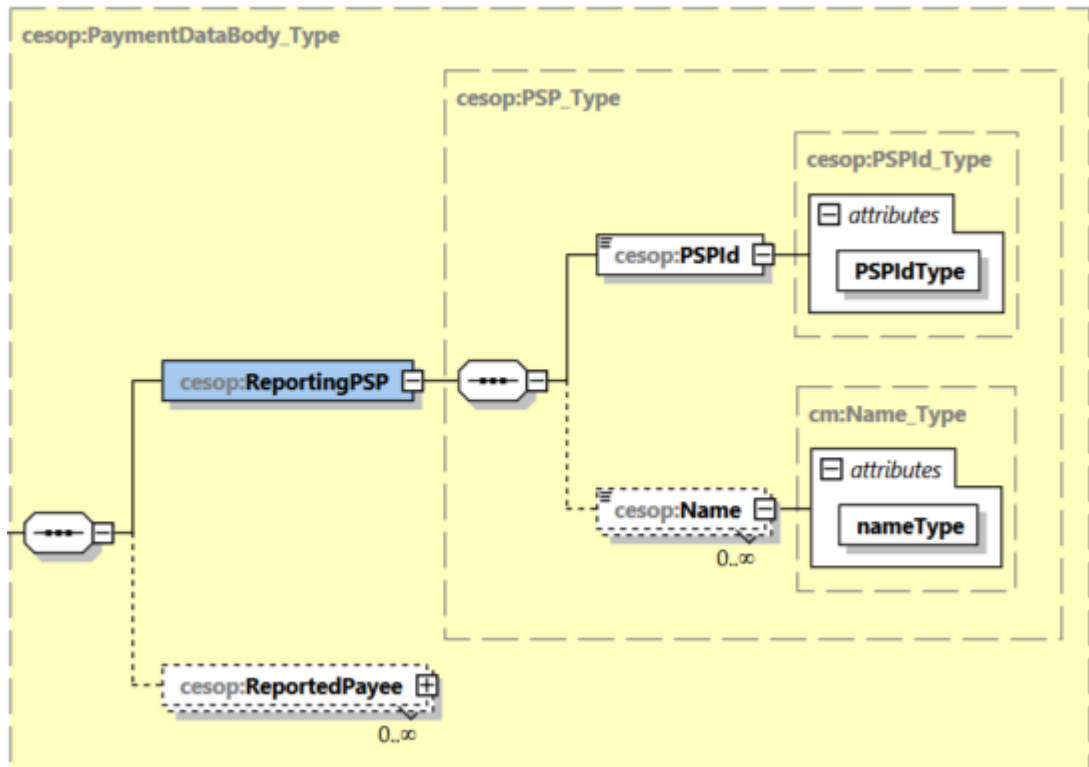 cesop:PaymentDataBody_Type
cesop:PSP_Type
cesop:PSPId_Type
attributes
cesop:PSPId
PSPIdType
cesop:ReportingPSP
cm:Name_Type
attributes
cesop:Name
nameType
0..∞
cesop:ReportedPayee
0..∞